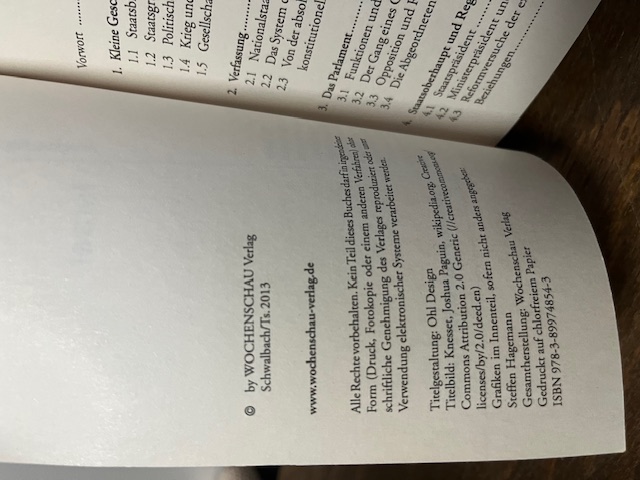 © by WOCHENSCHAU Verlag
Schwalbach/Ts. 2013
www.wochenschau-verlag.de
Alle Rechte vorbehalten. Kein Teil dieses Buches darf in irgendeiner
Form (Druck, Fotokopie oder einem anderen Verfahren) oder
schriftliche Genehmigung des Verlages reproduziert oder unter
Verwendung elektronischer Systeme verarbeitet werden.
Titelgestaltung: Ohl Design
Titelbild: Knesset, Joshua Paguin, wikipedia.org, Creative
Commons Attribution 2.0 Generic (//creativecommons.org
licenses/by/2.0/deed.en)
Grafiken im Innenteil, sofern nicht anders angegeben:
Steffen Hagemann
Gesamtherstellung: Wochenschau Verlag
Gedruckt auf chlorfreiem Papier
ISBN 978-3-89974854-3
Vorwort
1. Kleine Gesc
1.1 Staatsbi
1.2 Staatsgr
1.3 Politisch
1.4 Krieg und
1.5 Gesellscha
2. Verfassung
2.1 Nationalstaa
2.2 Das System d
2.3 Von der absol
konstitutionel
3. Das Parlament
3.1 Funktionen und
3.2 Der Gang eines G
3.3 Opposition und
3.4 Die Abgeordneten
4. Staatsoberhaupt und Reg
4.1 Staatspräsident
4.2 Ministerpräsident und
4.3 Reformversuche der
Beziehungen